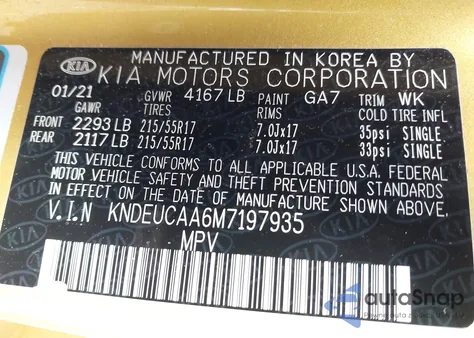 MANUFACTURED IN KOREA BY
KIA KIA MOTORS CORPORATION
01/21 GVWR 4167 LB PAINT GA7 TRIM WK
GAWR TIRES RIMS COLD TIRE INFL
FRONT 2293 LB 215/55R17 7.0Jx17 35psi SINGLE
REAR 2117 LB 215/55R17 7.0Jx17 33psi SINGLE
THIS VEHICLE CONFORMS TO ALL APPLICABLE U.S.A. FEDERAL
MOTOR VEHICLE SAFETY AND THEFT PREVENTION STANDARDS
IN EFFECT ON THE DATE OF MANUFACTURE SHOWN ABOVE.
V.I.N KNDEUCAA6M7197935
MPV
autoSnap